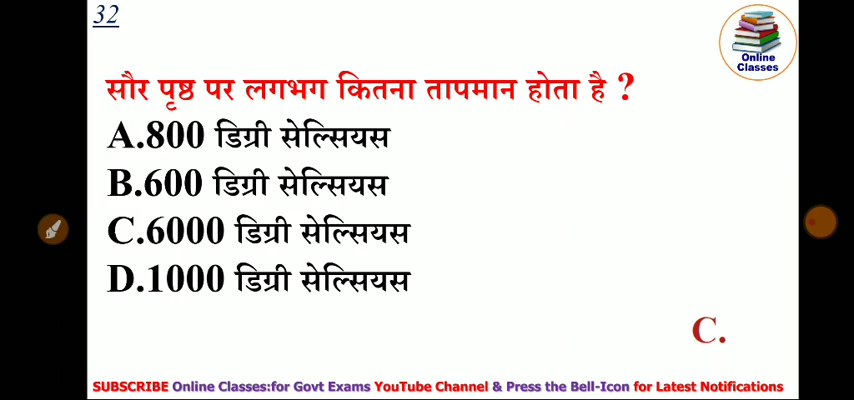 32
Online
Classes
सौर पृष्ठ पर लगभग कितना तापमान होता है ?
A.800 डिग्री सेल्सियस
B.600 डिग्री सेल्सियस
C.6000 डिग्री सेल्सियस
D.1000 डिग्री सेल्सियस
C.
SUBSCRIBE Online Classes:for Govt Exams YouTube Channel & Press the Bell-Icon for Latest Notifications